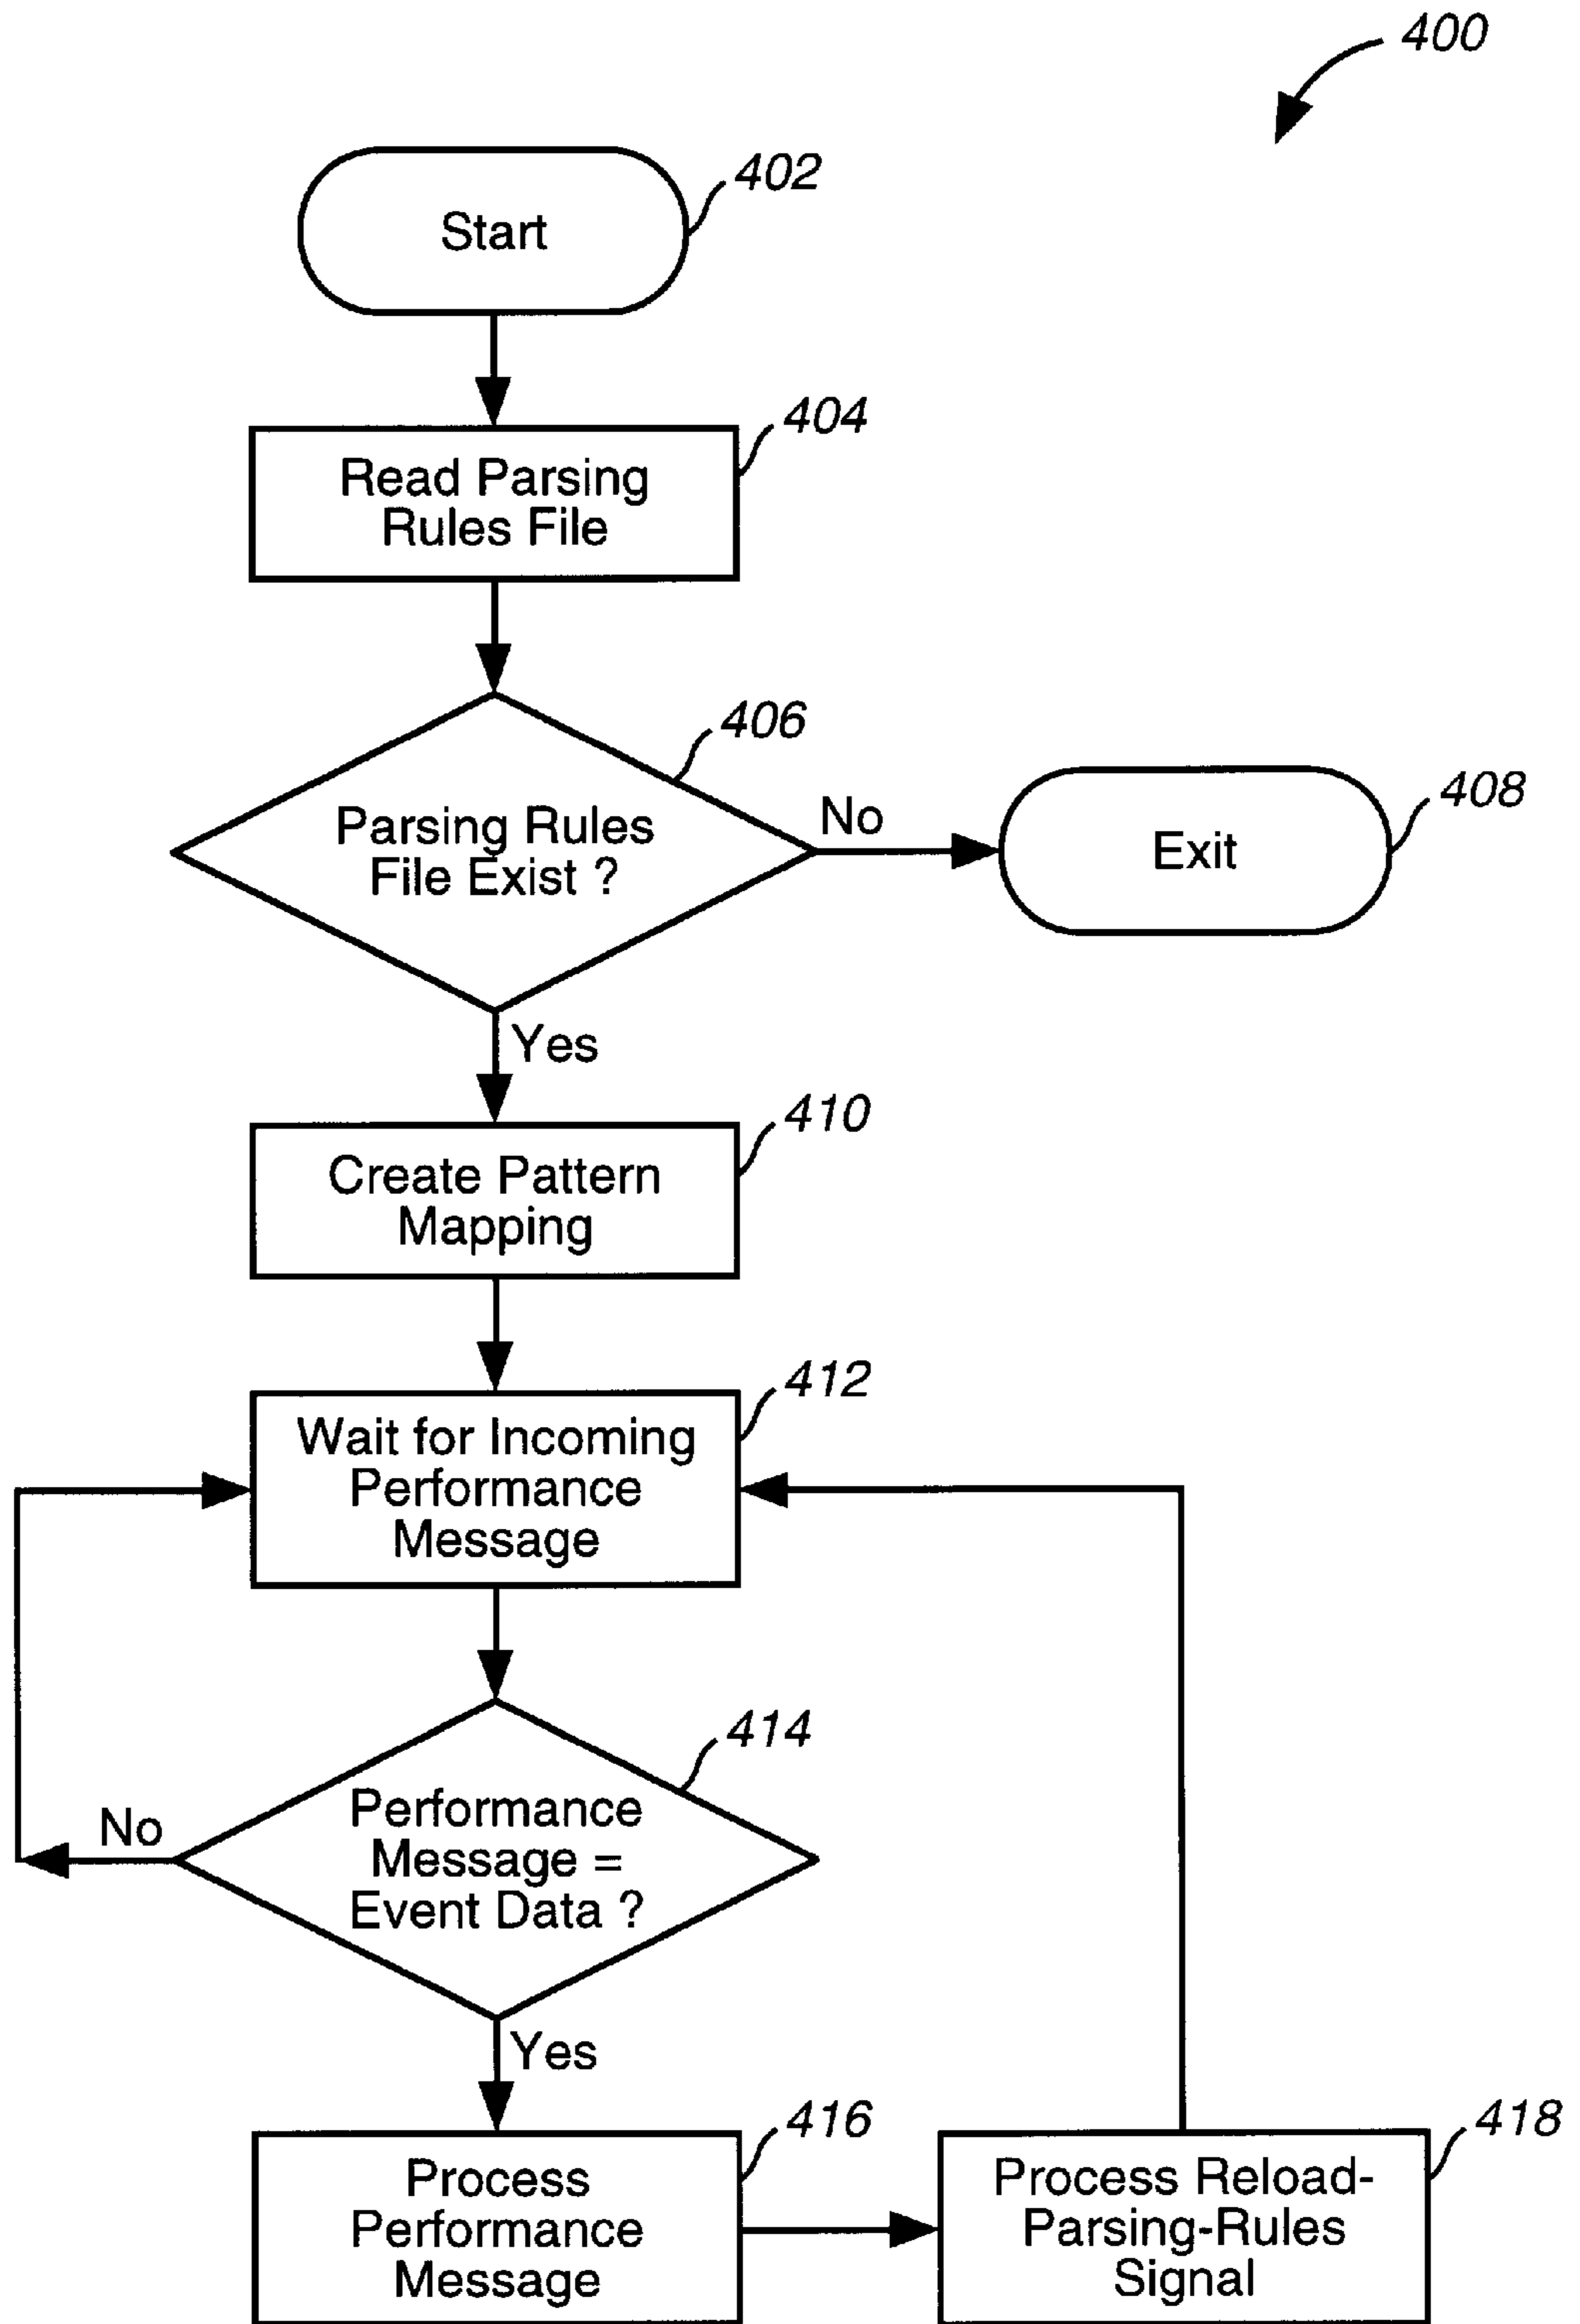 400
402
Start
404
Read Parsing
Rules File
406
Parsing Rules
File Exist ?
No
408
Exit
Yes
410
Create Pattern
Mapping
412
Wait for Incoming
Performance
Message
414
Performance
Message =
Event Data ?
No
Yes
416
Process
Performance
Message
418
Process Reload-
Parsing-Rules
Signal